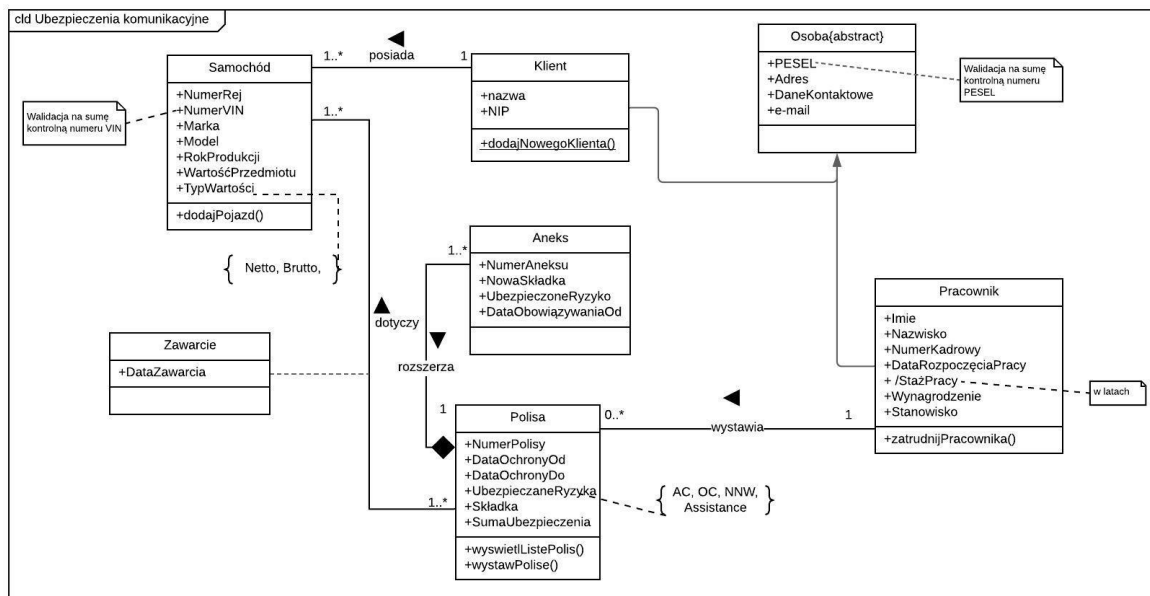 cld Ubezpieczenia komunikacyjne
Samochód
+NumerRej
+NumerVIN
+Marka
+Model
+RokProdukcji
+WartośćPrzedmiotu
+TypWartości
+dodajPojazd()
Walidacja na sumę
kontrolną numeru VIN
{ Netto, Brutto, }
1..*
posiada
1
1..*
Klient
+nazwa
+NIP
+dodajNowegoKlienta()
Osoba{abstract}
+PESEL
+Adres
+DaneKontaktowe
+e-mail
Walidacja na sumę
kontrolną numeru
PESEL
1..*
Aneks
+NumerAneksu
+NowaSkładka
+UbezpieczoneRyzyko
+DataObowiązywaniaOd
dotyczy
rozszerza
1
Zawarcie
+DataZawarcia
Pracownik
+Imie
+Nazwisko
+NumerKadrowy
+DataRozpoczęciaPracy
+ /StażPracy
+Wynagrodzenie
+Stanowisko
+zatrudnijPracownika()
w latach
Polisa
+NumerPolisy
+DataOchronyOd
+DataOchronyDo
+UbezpieczaneRyzyka
+Składka
+SumaUbezpieczenia
+wyswietlListePolis()
+wystawPolise()
1..*
0..*
wystawia
1
{ AC, OC, NNW, }
Assistance